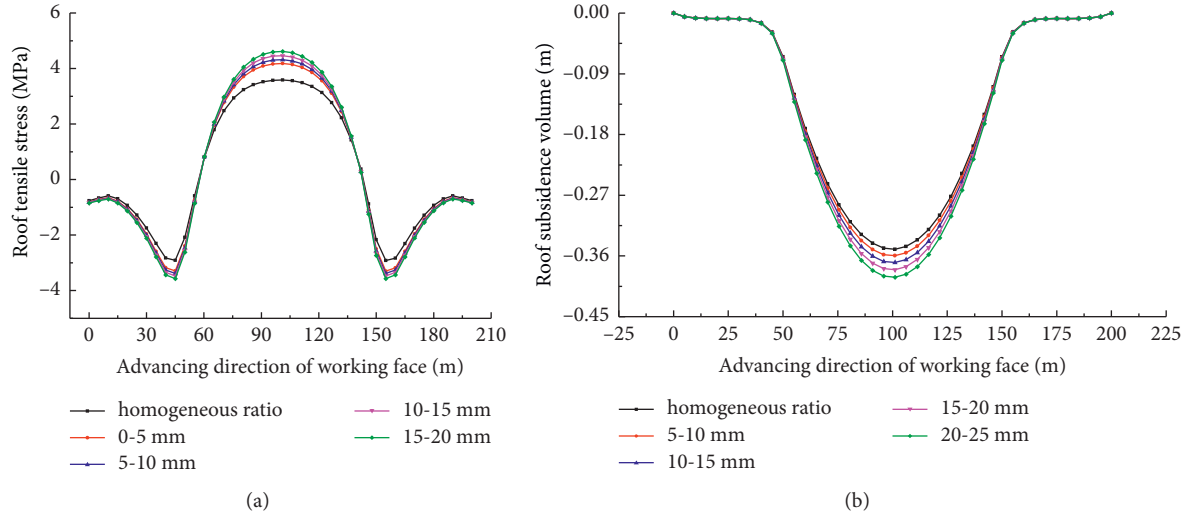 6
4
2
0
−2
−4
Roof tensile stress (MPa)
0 30 60 90 120 150 180 210
Advancing direction of working face (m)
homogeneous ratio
0-5 mm
5-10 mm
10-15 mm
15-20 mm
(a)
0.00
−0.09
−0.18
−0.27
−0.36
−0.45
Roof subsidence volume (m)
−25 0 25 50 75 100 125 150 175 200 225
Advancing direction of working face (m)
homogeneous ratio
5-10 mm
10-15 mm
15-20 mm
20-25 mm
(b)